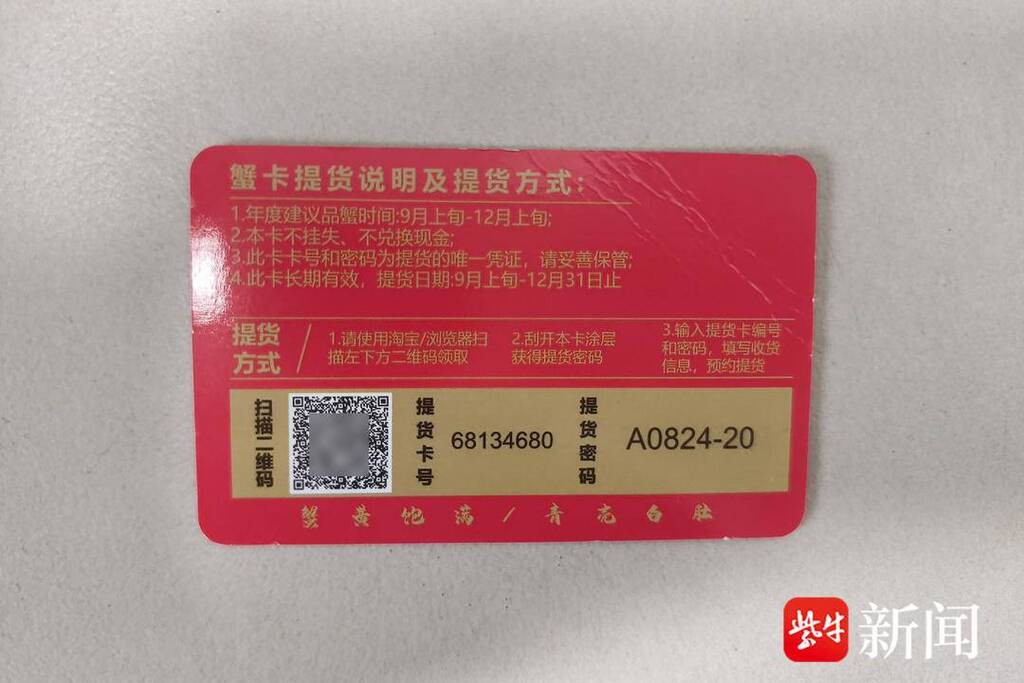 蟹卡提货说明及提货方式:
1.年度建议品蟹时间:9月上旬-12月上旬;
2.本卡不挂失、不兑换现金;
3.此卡卡号和密码为提货的唯一凭证，请妥善保管;
4.此卡长期有效，提货日期:9月上旬-12月31日止
提货
方式
1.请使用淘宝/浏览器扫
描左下方二维码领取
2.刮开本卡涂层
获得提货密码
3.输入提货卡编号
和密码，填写收货
信息，预约提货
扫描二维码
提货卡号
68134680
提货密码
A0824-20
蟹黄饱满/青壳白肚
紫牛新闻